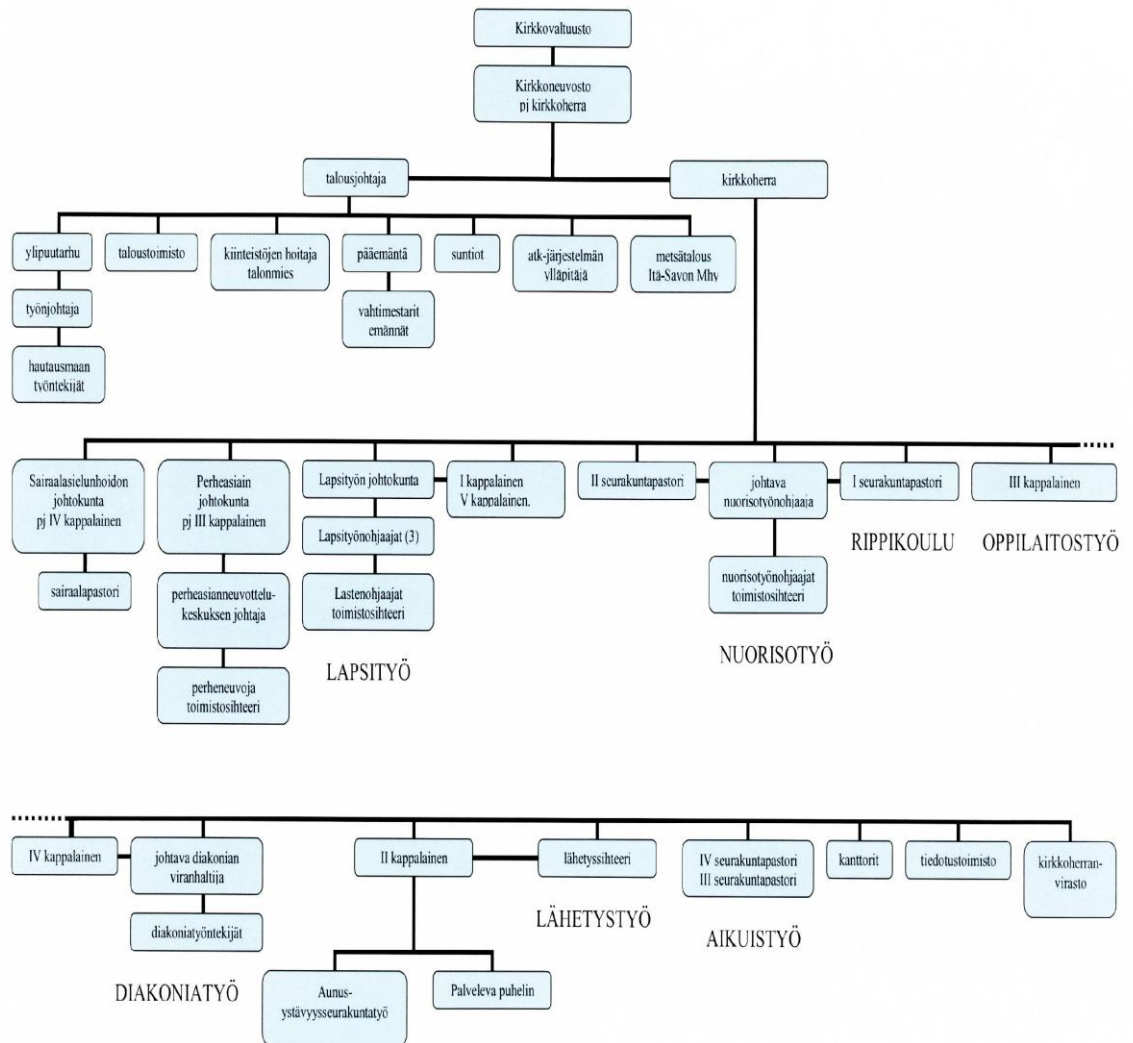 Kirkkovaltuusto
Kirkkoneuvosto
pj kirkkoherra
talousjohtaja
kirkkoherra
ylipuutarhu
taloustoimisto
kiinteistöjen hoitaja
talonmies
pääemäntä
suntiot
atk-järjestelmän
ylläpitäjä
metsätalous
Itä-Savon Mhy
työnjohtaja
vahtimestarit
emännät
hautausmaan
työntekijät
Sairaalasielunhoidon
johtokunta
pj IV kappalainen
Perheasiain
johtokunta
pj III kappalainen
Lapsityön johtokunta
I kappalainen
V kappalainen.
II seurakuntapastori
johtava
nuorisotyönohjaaja
I seurakuntapastori
III kappalainen
Lapsityönohjaajat (3)
RIPPIKOULU
OPPILAITOSTYÖ
sairaalapastori
perheasianneuvottelu-
keskuksen johtaja
Lastenohjaajat
toimistosihteeri
nuorisotyönohjaajat
toimistosihteeri
LAPSITYÖ
NUORISOTYÖ
perheneuvoja
toimistosihteeri
IV kappalainen
johtava diakonian
viranhaltija
II kappalainen
lähetyssihteeri
IV seurakuntapastori
III seurakuntapastori
kanttorit
tiedotustoimisto
kirkkoherran-
virasto
diakoniatyöntekijät
LÄHETYSTYÖ
AIKUISTYÖ
DIAKONIATYÖ
Aunus-
ystävyysseurakuntatyö
Palveleva puhelin